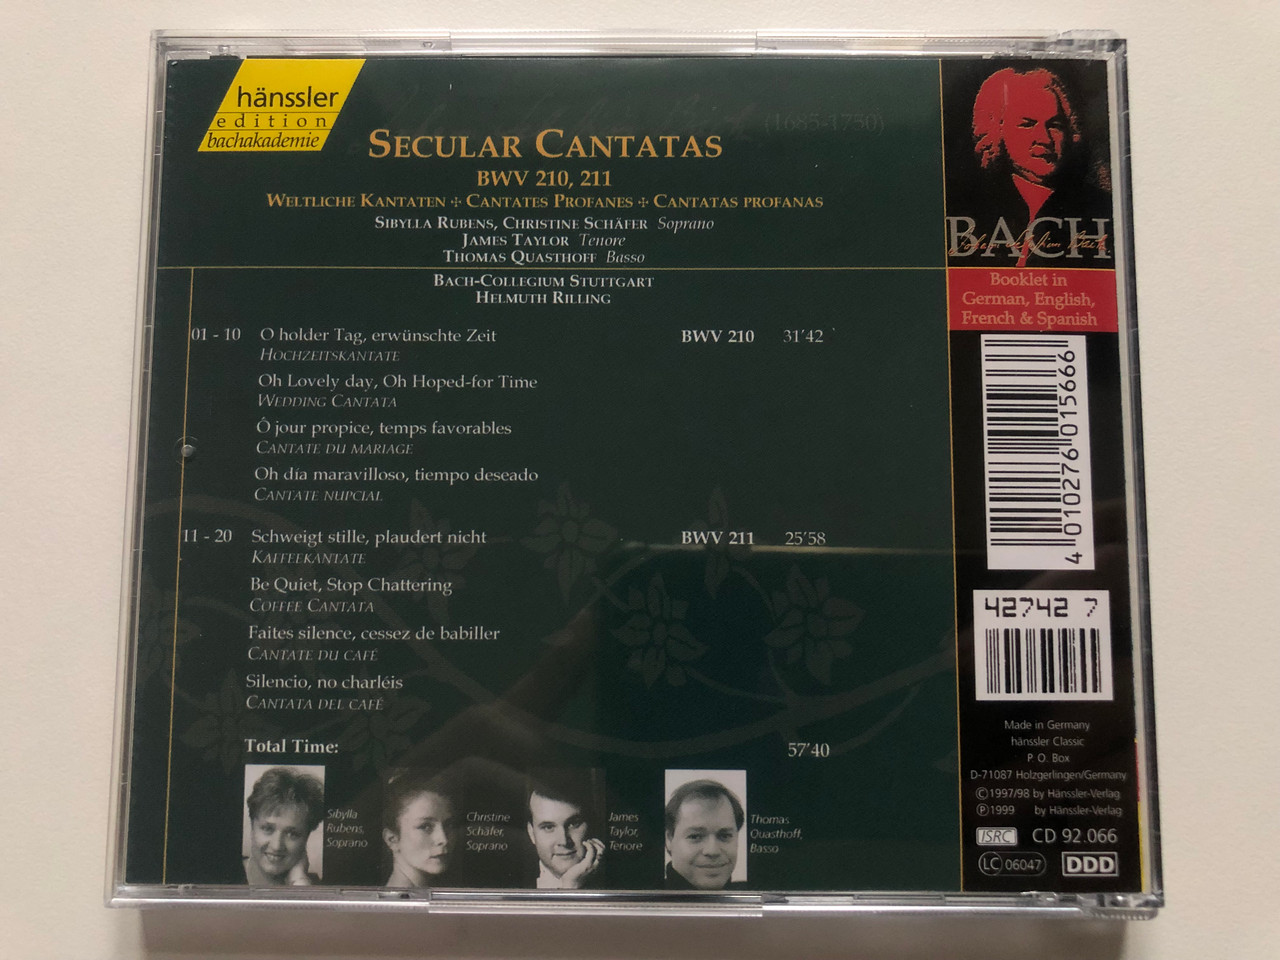 hänssler
edition
bachakademie
(1685-1750)
SECULAR CANTATAS
BWV 210, 211
WELTLICHE KANTATEN ✢ CANTATES PROFANES ✢ CANTATAS PROFANAS
SIBYLLA RUBENS, CHRISTINE SCHÄFER Soprano
JAMES TAYLOR Tenore
THOMAS QUASTHOFF Basso
BACH-COLLEGIUM STUTTGART
HELMUTH RILLING
01 - 10 O holder Tag, erwünschte Zeit BWV 210 31'42
HOCHZEITSKANTATE
Oh Lovely day, Oh Hoped-for Time
WEDDING CANTATA
Ô jour propice, temps favorables
CANTATE DU MARIAGE
Oh día maravilloso, tiempo deseado
CANTATE NUPCIAL
11 - 20 Schweigt stille, plaudert nicht BWV 211 25'58
KAFFEEKANTATE
Be Quiet, Stop Chattering
COFFEE CANTATA
Faites silence, cessez de babiller
CANTATE DU CAFÉ
Silencio, no charléis
CANTATA DEL CAFÉ
Total Time: 57'40
Sibylla
Rubens,
Soprano
Christine
Schäfer,
Soprano
James
Taylor,
Tenore
Thomas
Quasthoff,
Basso
BACH
Booklet in
German, English,
French & Spanish
4 010276 015666
42742 7
Made in Germany
hänssler Classic
P. O. Box
D-71087 Holzgerlingen/Germany
©1997/98 by Hänssler-Verlag
℗1999 by Hänssler-Verlag
ISRC CD 92.066
LC 06047 DDD